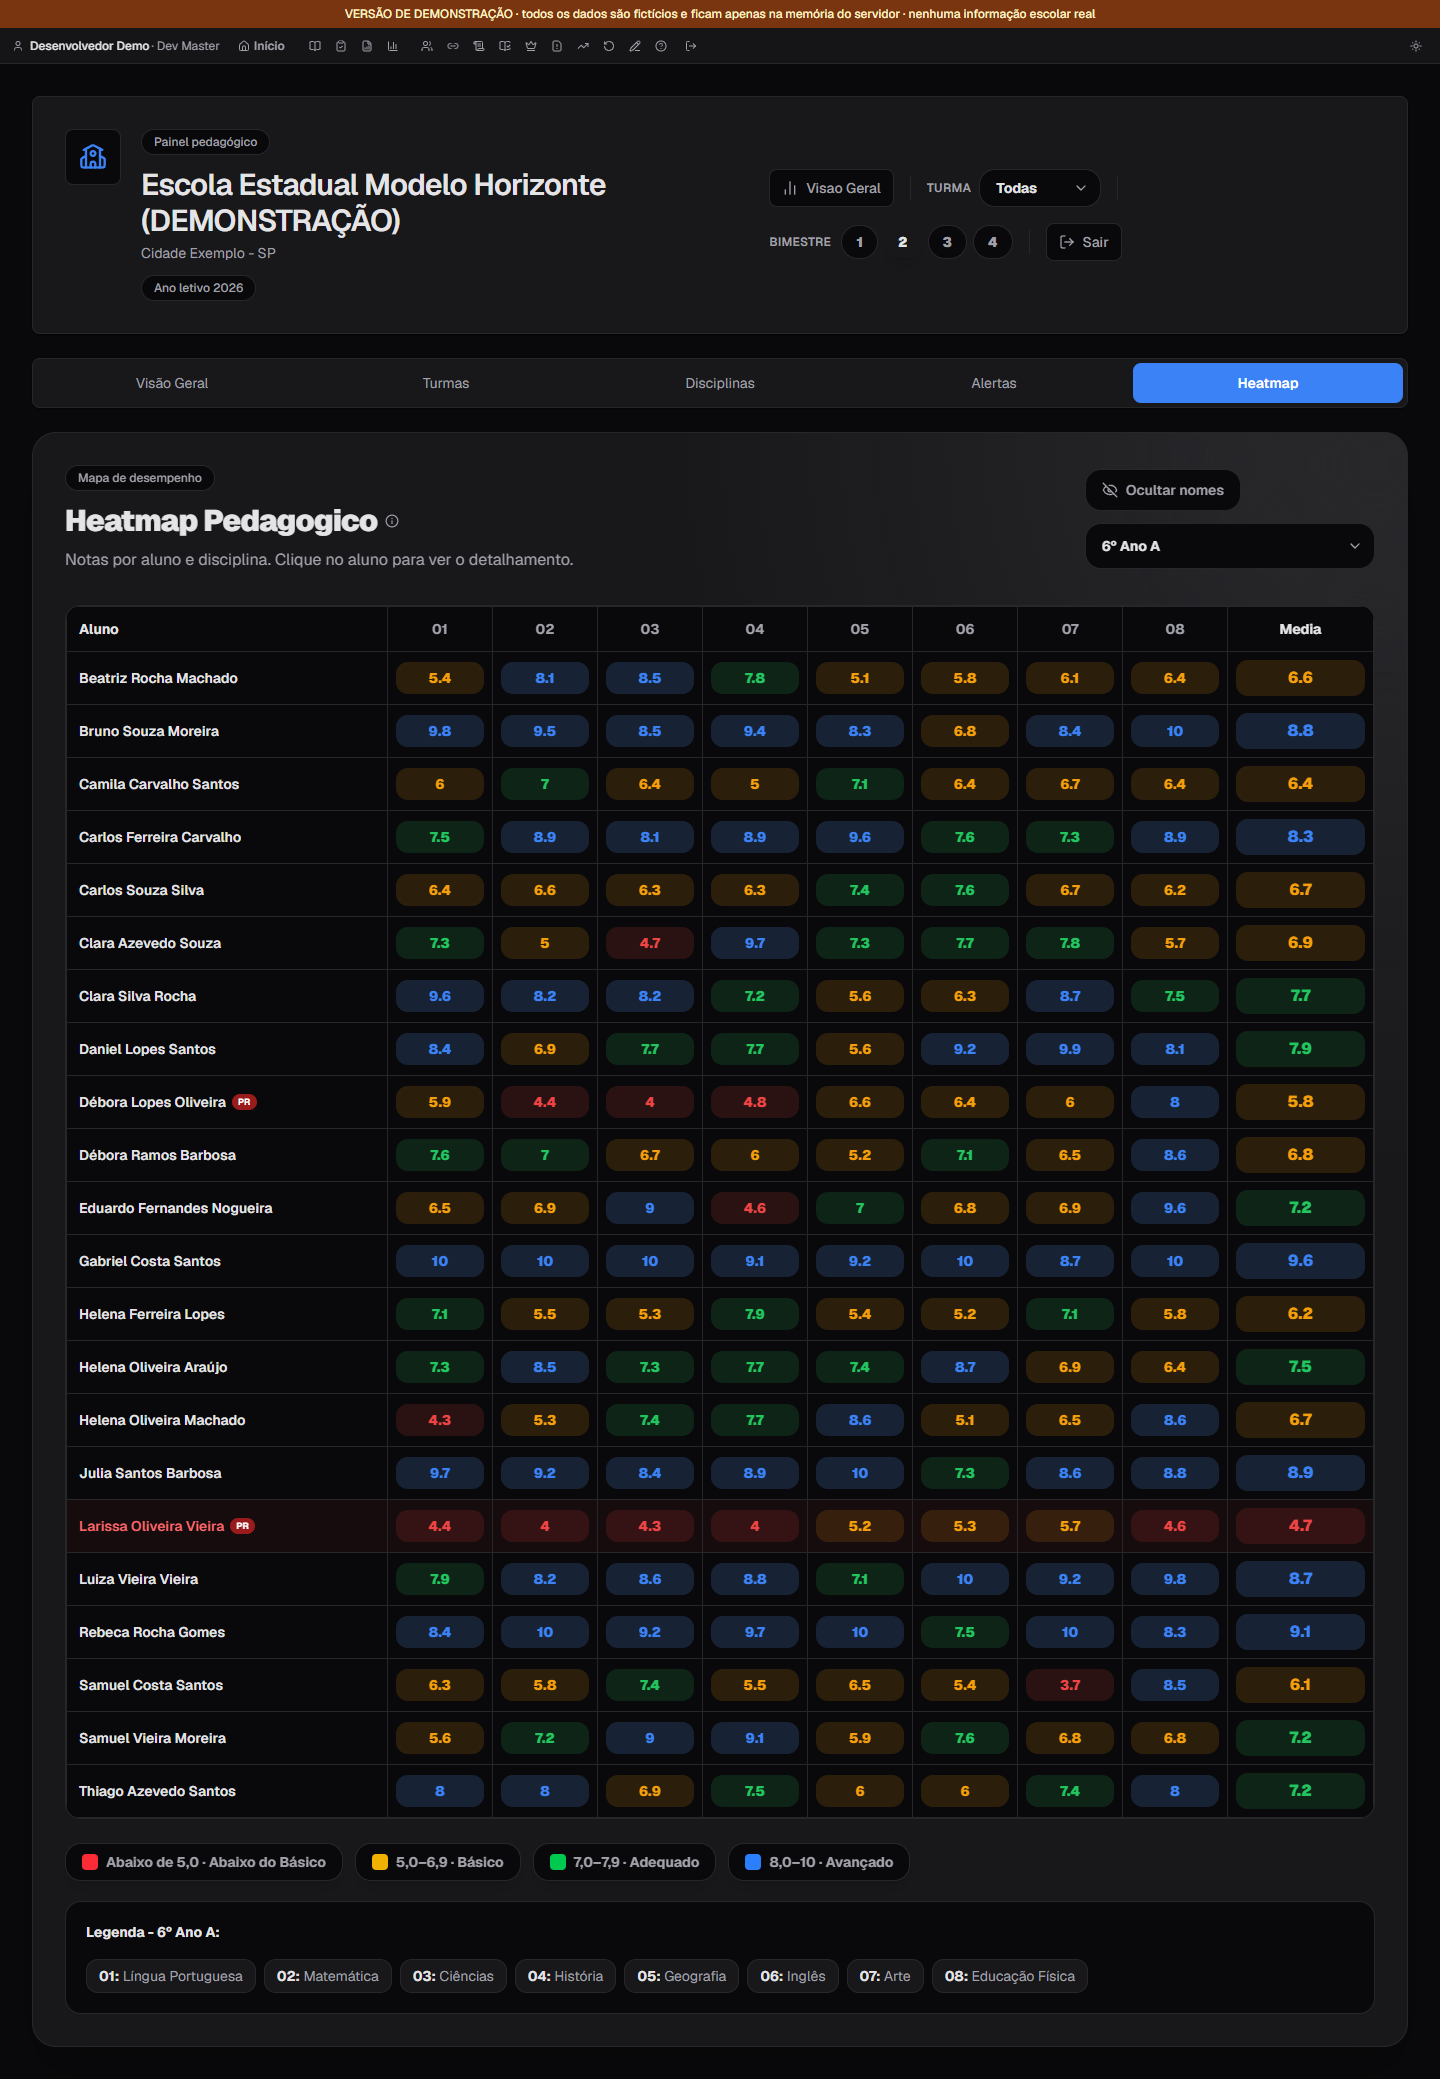 VERSÃO DE DEMONSTRAÇÃO · todos os dados são fictícios e ficam apenas na memória do servidor · nenhuma informação escolar real
Desenvolvedor Demo · Dev Master Início
Painel pedagógico
Escola Estadual Modelo Horizonte
(DEMONSTRAÇÃO)
Cidade Exemplo - SP
Ano letivo 2026
Visao Geral TURMA Todas
BIMESTRE 1 2 3 4 Sair
Visão Geral Turmas Disciplinas Alertas Heatmap
Mapa de desempenho
Heatmap Pedagogico
Notas por aluno e disciplina. Clique no aluno para ver o detalhamento.
Ocultar nomes
6º Ano A
Aluno 01 02 03 04 05 06 07 08 Media
Beatriz Rocha Machado 5.4 8.1 8.5 7.8 5.1 5.8 6.1 6.4 6.6
Bruno Souza Moreira 9.8 9.5 8.5 9.4 8.3 6.8 8.4 10 8.8
Camila Carvalho Santos 6 7 6.4 5 7.1 6.4 6.7 6.4 6.4
Carlos Ferreira Carvalho 7.5 8.9 8.1 8.9 9.6 7.6 7.3 8.9 8.3
Carlos Souza Silva 6.4 6.6 6.3 6.3 7.4 7.6 6.7 6.2 6.7
Clara Azevedo Souza 7.3 5 4.7 9.7 7.3 7.7 7.8 5.7 6.9
Clara Silva Rocha 9.6 8.2 8.2 7.2 5.6 6.3 8.7 7.5 7.7
Daniel Lopes Santos 8.4 6.9 7.7 7.7 5.6 9.2 9.9 8.1 7.9
Débora Lopes Oliveira PR 5.9 4.4 4 4.8 6.6 6.4 6 8 5.8
Débora Ramos Barbosa 7.6 7 6.7 6 5.2 7.1 6.5 8.6 6.8
Eduardo Fernandes Nogueira 6.5 6.9 9 4.6 7 6.8 6.9 9.6 7.2
Gabriel Costa Santos 10 10 10 9.1 9.2 10 8.7 10 9.6
Helena Ferreira Lopes 7.1 5.5 5.3 7.9 5.4 5.2 7.1 5.8 6.2
Helena Oliveira Araújo 7.3 8.5 7.3 7.7 7.4 8.7 6.9 6.4 7.5
Helena Oliveira Machado 4.3 5.3 7.4 7.7 8.6 5.1 6.5 8.6 6.7
Julia Santos Barbosa 9.7 9.2 8.4 8.9 10 7.3 8.6 8.8 8.9
Larissa Oliveira Vieira PR 4.4 4 4.3 4 5.2 5.3 5.7 4.6 4.7
Luiza Vieira Vieira 7.9 8.2 8.6 8.8 7.1 10 9.2 9.8 8.7
Rebeca Rocha Gomes 8.4 10 9.2 9.7 10 7.5 10 8.3 9.1
Samuel Costa Santos 6.3 5.8 7.4 5.5 6.5 5.4 3.7 8.5 6.1
Samuel Vieira Moreira 5.6 7.2 9 9.1 5.9 7.6 6.8 6.8 7.2
Thiago Azevedo Santos 8 8 6.9 7.5 6 6 7.4 8 7.2
Abaixo de 5,0 · Abaixo do Básico 5,0–6,9 · Básico 7,0–7,9 · Adequado 8,0–10 · Avançado
Legenda - 6º Ano A:
01: Língua Portuguesa 02: Matemática 03: Ciências 04: História 05: Geografia 06: Inglês 07: Arte 08: Educação Física